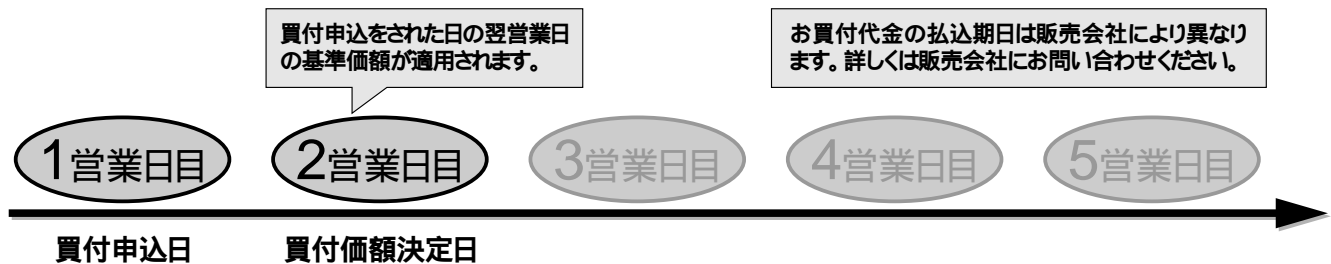 買付申込をされた日の翌営業日
の基準価額が適用されます。
お買付代金の払込期日は販売会社により異なり
ます。詳しくは販売会社にお問い合わせください。
1営業日目
2営業日目
3営業日目
4営業日目
5営業日目
買付申込日
買付価額決定日